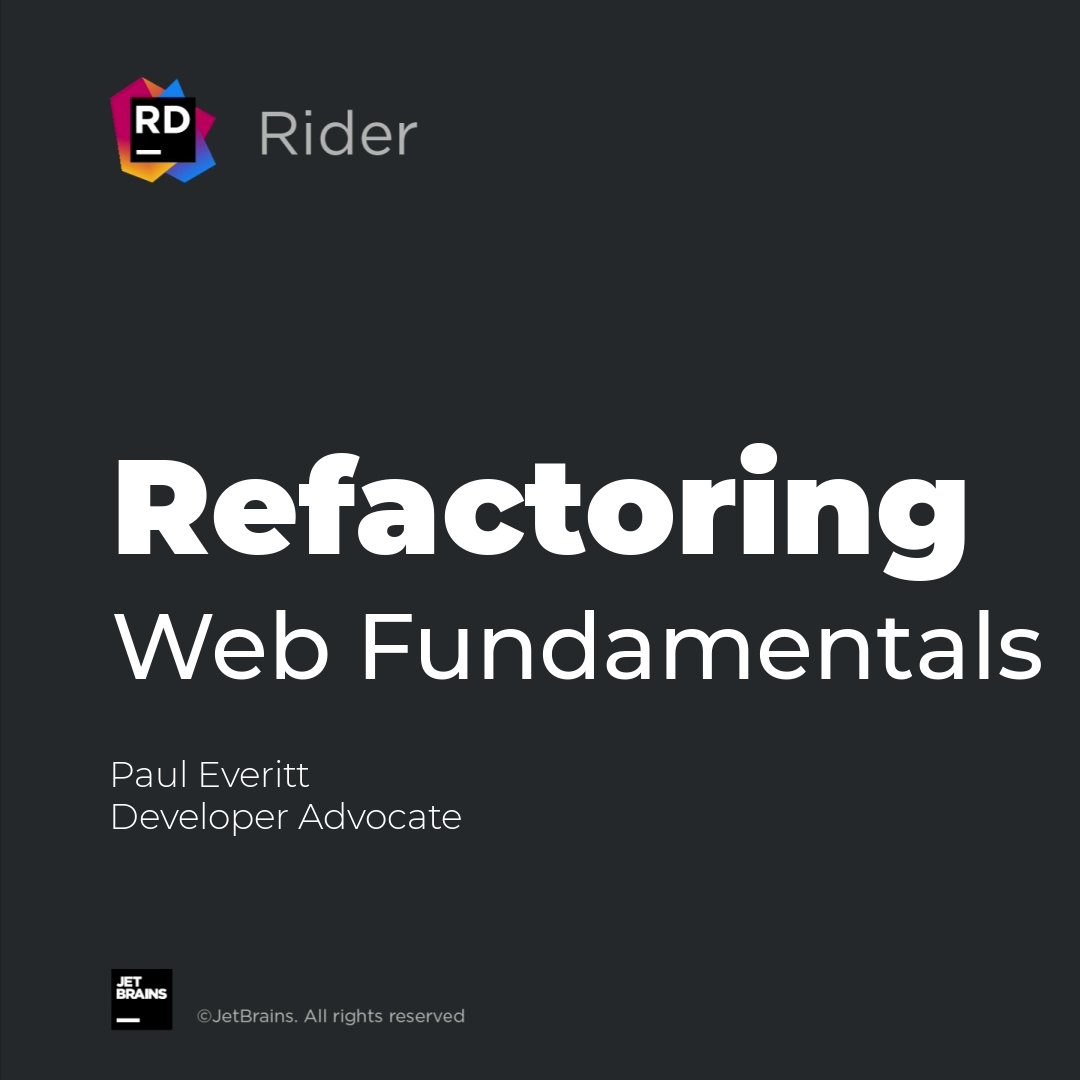 RD
Rider
Refactoring
Web Fundamentals
Paul Everitt
Developer Advocate
JET
BRAINS
©JetBrains. All rights reserved